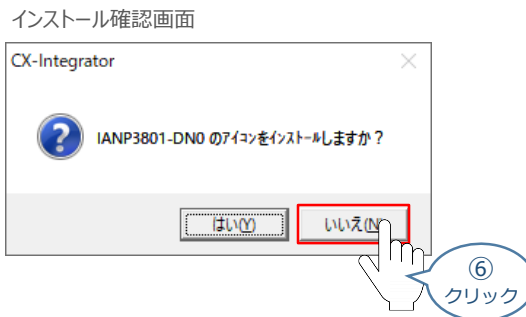 インストール確認画面
CX-Integrator
IANP3801-DN0 のアイコンをインストールしますか？
はい(Y)
いいえ(N)
⑥
クリック